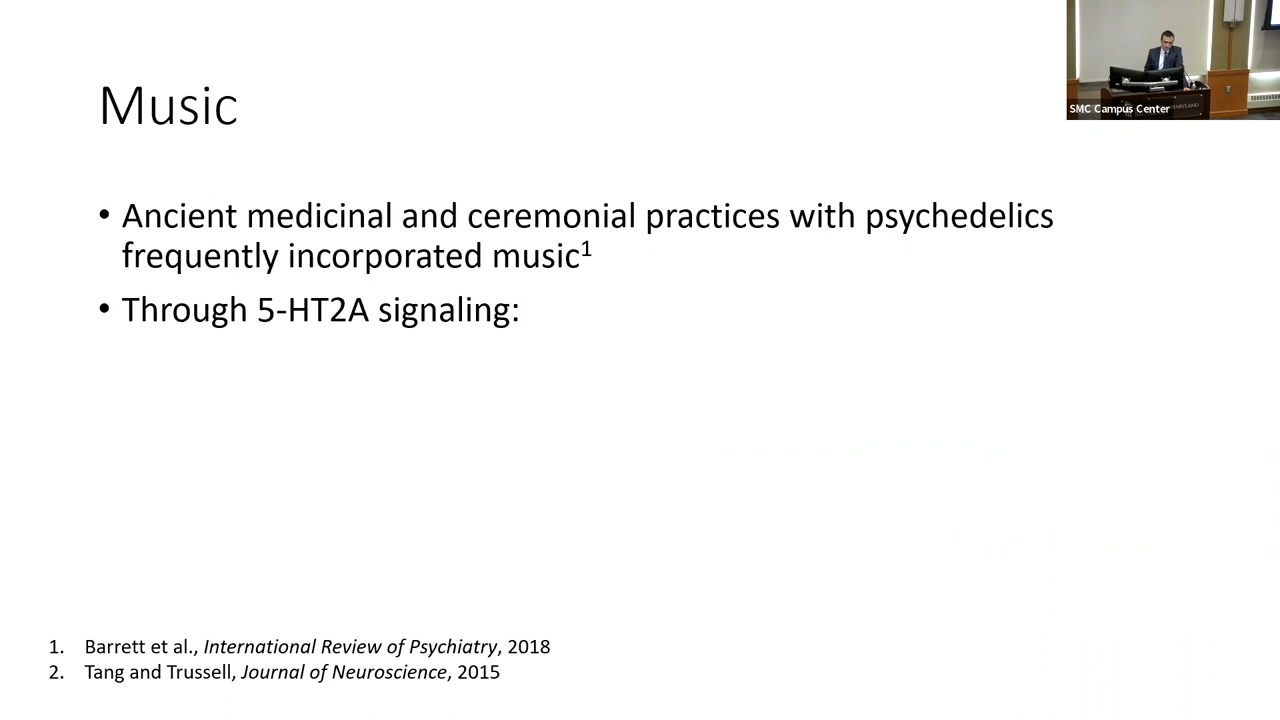 SMC Campus Center
MARYLAND
Music
• Ancient medicinal and ceremonial practices with psychedelics
frequently incorporated music¹
• Through 5-HT2A signaling:
1. Barrett et al., International Review of Psychiatry, 2018
2. Tang and Trussell, Journal of Neuroscience, 2015